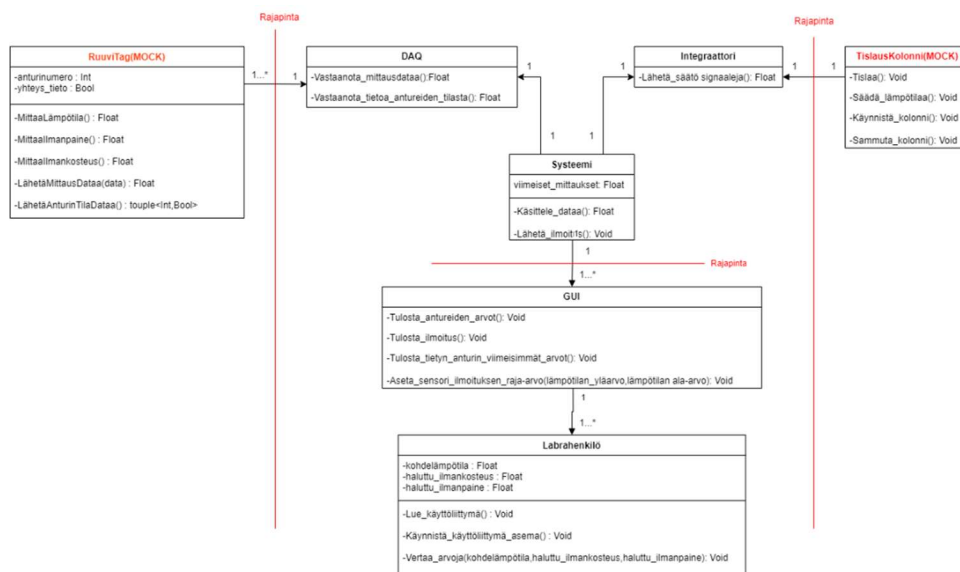 Rajapinta
Rajapinta
RuuviTag(MOCK)
-anturinumero : Int
-yhteys_tieto : Bool
-MittaaLämpötila() : Float
-MittaaIlmanpaine() : Float
-MittaaIlmankosteus() : Float
-LähetäMittausDataa(data) : Float
-LähetäAnturinTilaDataa() : touple<Int,Bool>
1...*
1
DAQ
-Vastaanota_mittausdata():Float
-Vastaanota_tietoa_antureiden_tilasta(): Float
1
1
Integraattori
-Lähetä_säätö signaaleja(): Float
1
1
1
1
TislausKolonni(MOCK)
-Tislaa(): Void
-Säädä_lämpötilaa(): Void
-Käynnistä_kolonni(): Void
-Sammuta_kolonni(): Void
Systeemi
viimeiset_mittaukset: Float
-Käsittele_dataa(): Float
-Lähetä_ilmoitus(): Void
1
Rajapinta
1...*
GUI
-Tulosta_antureiden_arvot(): Void
-Tulosta_ilmoitus(): Void
-Tulosta_tietyn_anturin_viimeisimmät_arvot(): Void
-Aseta_sensori_ilmoituksen_raja-arvo(lämpötilan_yläarvo,lämpötilan ala-arvo): Void
1
1...*
Labrahenkilö
-kohdelämpötila : Float
-haluttu_ilmankosteus : Float
-haluttu_ilmanpaine : Float
-Lue_käyttöliittymä() : Void
-Käynnistä_käyttöliittymä_asema() : Void
-Vertaa_arvoja(kohdelämpötila,haluttu_ilmankosteus,haluttu_ilmanpaine): Void